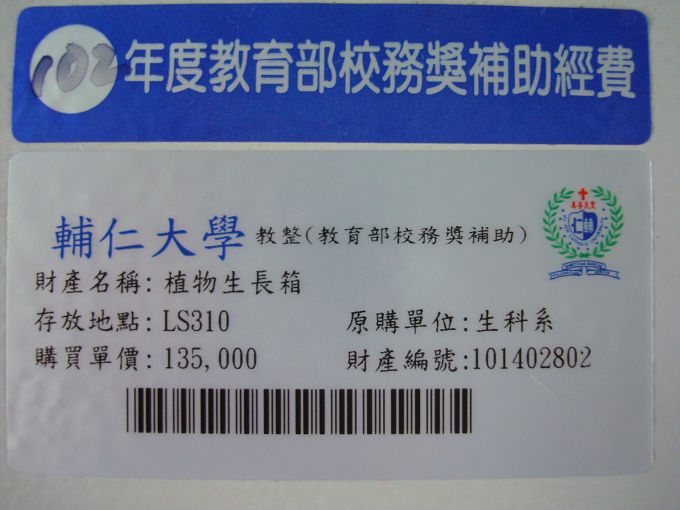 102年度教育部校務獎補助經費
輔仁大學 教整(教育部校務獎補助)
財產名稱: 植物生長箱
存放地點: LS310 原購單位: 生科系
購買單價: 135,000 財產編號:101402802